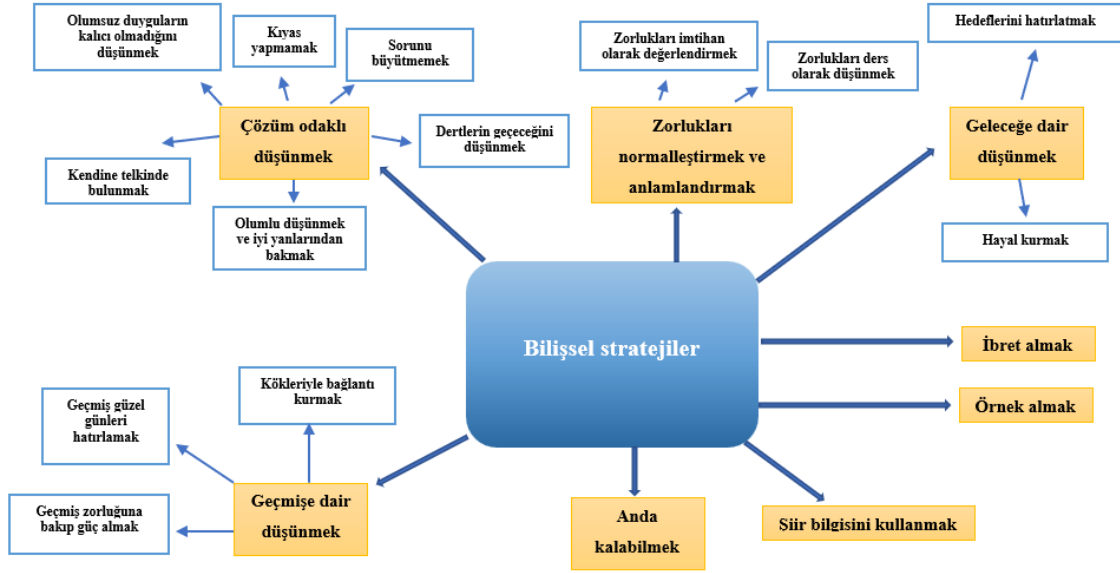 Olumsuz duyguların
kalıcı olmadığını
düşünmek
Kıyas
yapmamak
Sorunu
büyütmemek
Çözüm odaklı
düşünmek
Dertlerin geçeceğini
düşünmek
Kendine telkinde
bulunmak
Olumlu düşünmek
ve iyi yanlarından
bakmak
Zorlukları imtihan
olarak değerlendirmek
Zorlukları ders
olarak düşünmek
Zorlukları
normalleştirmek ve
anlamlandırmak
Hedeflerini hatırlatmak
Geleceğe dair
düşünmek
Hayal kurmak
Bilişsel stratejiler
İbret almak
Örnek almak
Şiir bilgisini kullanmak
Anda
kalabilmek
Kökleriyle bağlantı
kurmak
Geçmiş güzel
günleri
hatırlamak
Geçmişe dair
düşünmek
Geçmiş zorluğuna
bakıp güç almak